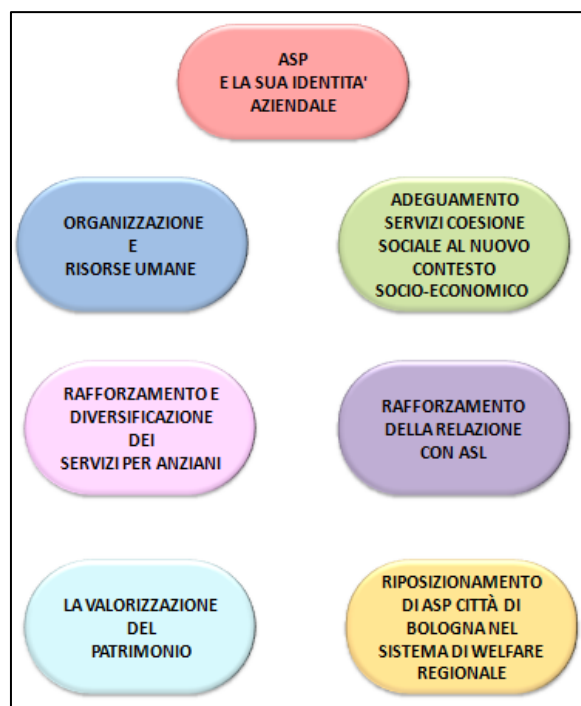 ASP
E LA SUA IDENTITA'
AZIENDALE
ORGANIZZAZIONE
E
RISORSE UMANE
ADEGUAMENTO
SERVIZI COESIONE
SOCIALE AL NUOVO
CONTESTO
SOCIO-ECONOMICO
RAFFORZAMENTO E
DIVERSIFICAZIONE
DEI
SERVIZI PER ANZIANI
RAFFORZAMENTO
DELLA RELAZIONE
CON ASL
LA VALORIZZAZIONE
DEL
PATRIMONIO
RIPOSIZIONAMENTO
DI ASP CITTÀ DI
BOLOGNA NEL
SISTEMA DI WELFARE
REGIONALE